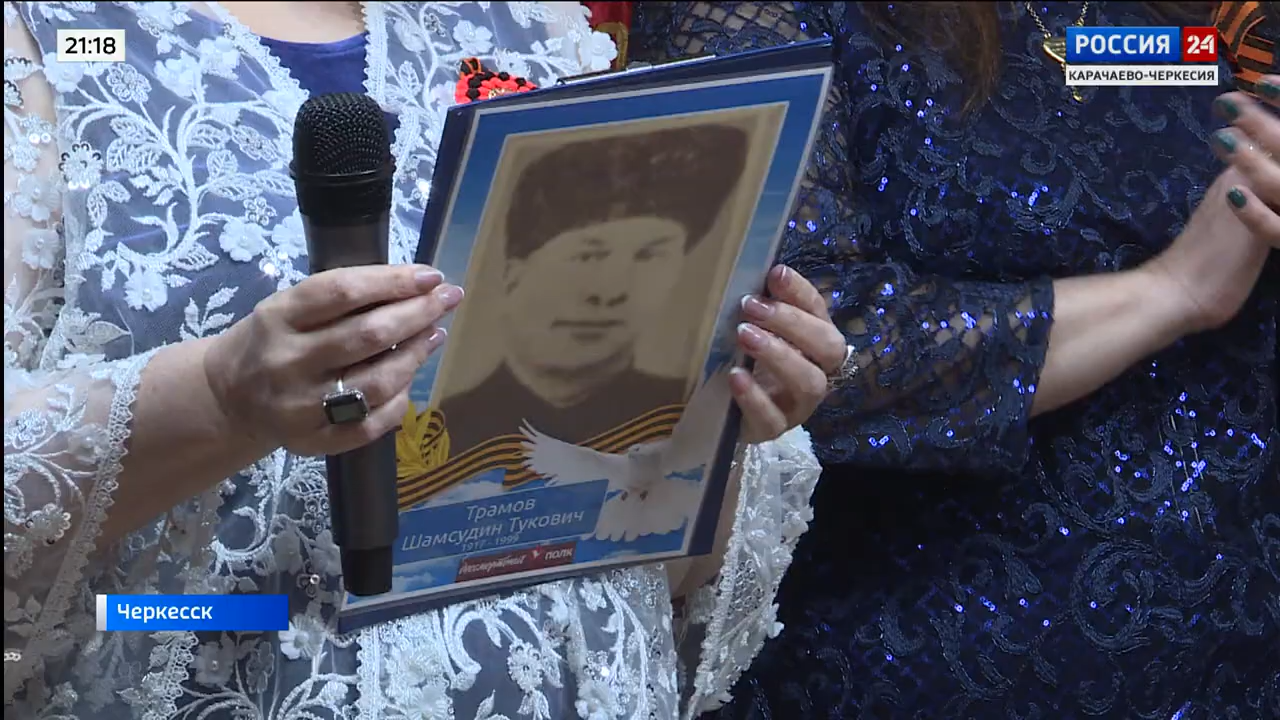 21:18
РОССИЯ 24
КАРАЧАЕВО-ЧЕРКЕСИЯ
Трамов
Шамсудин Тукович
1917 - 1999
Бессмертный ПОЛК
Черкесск